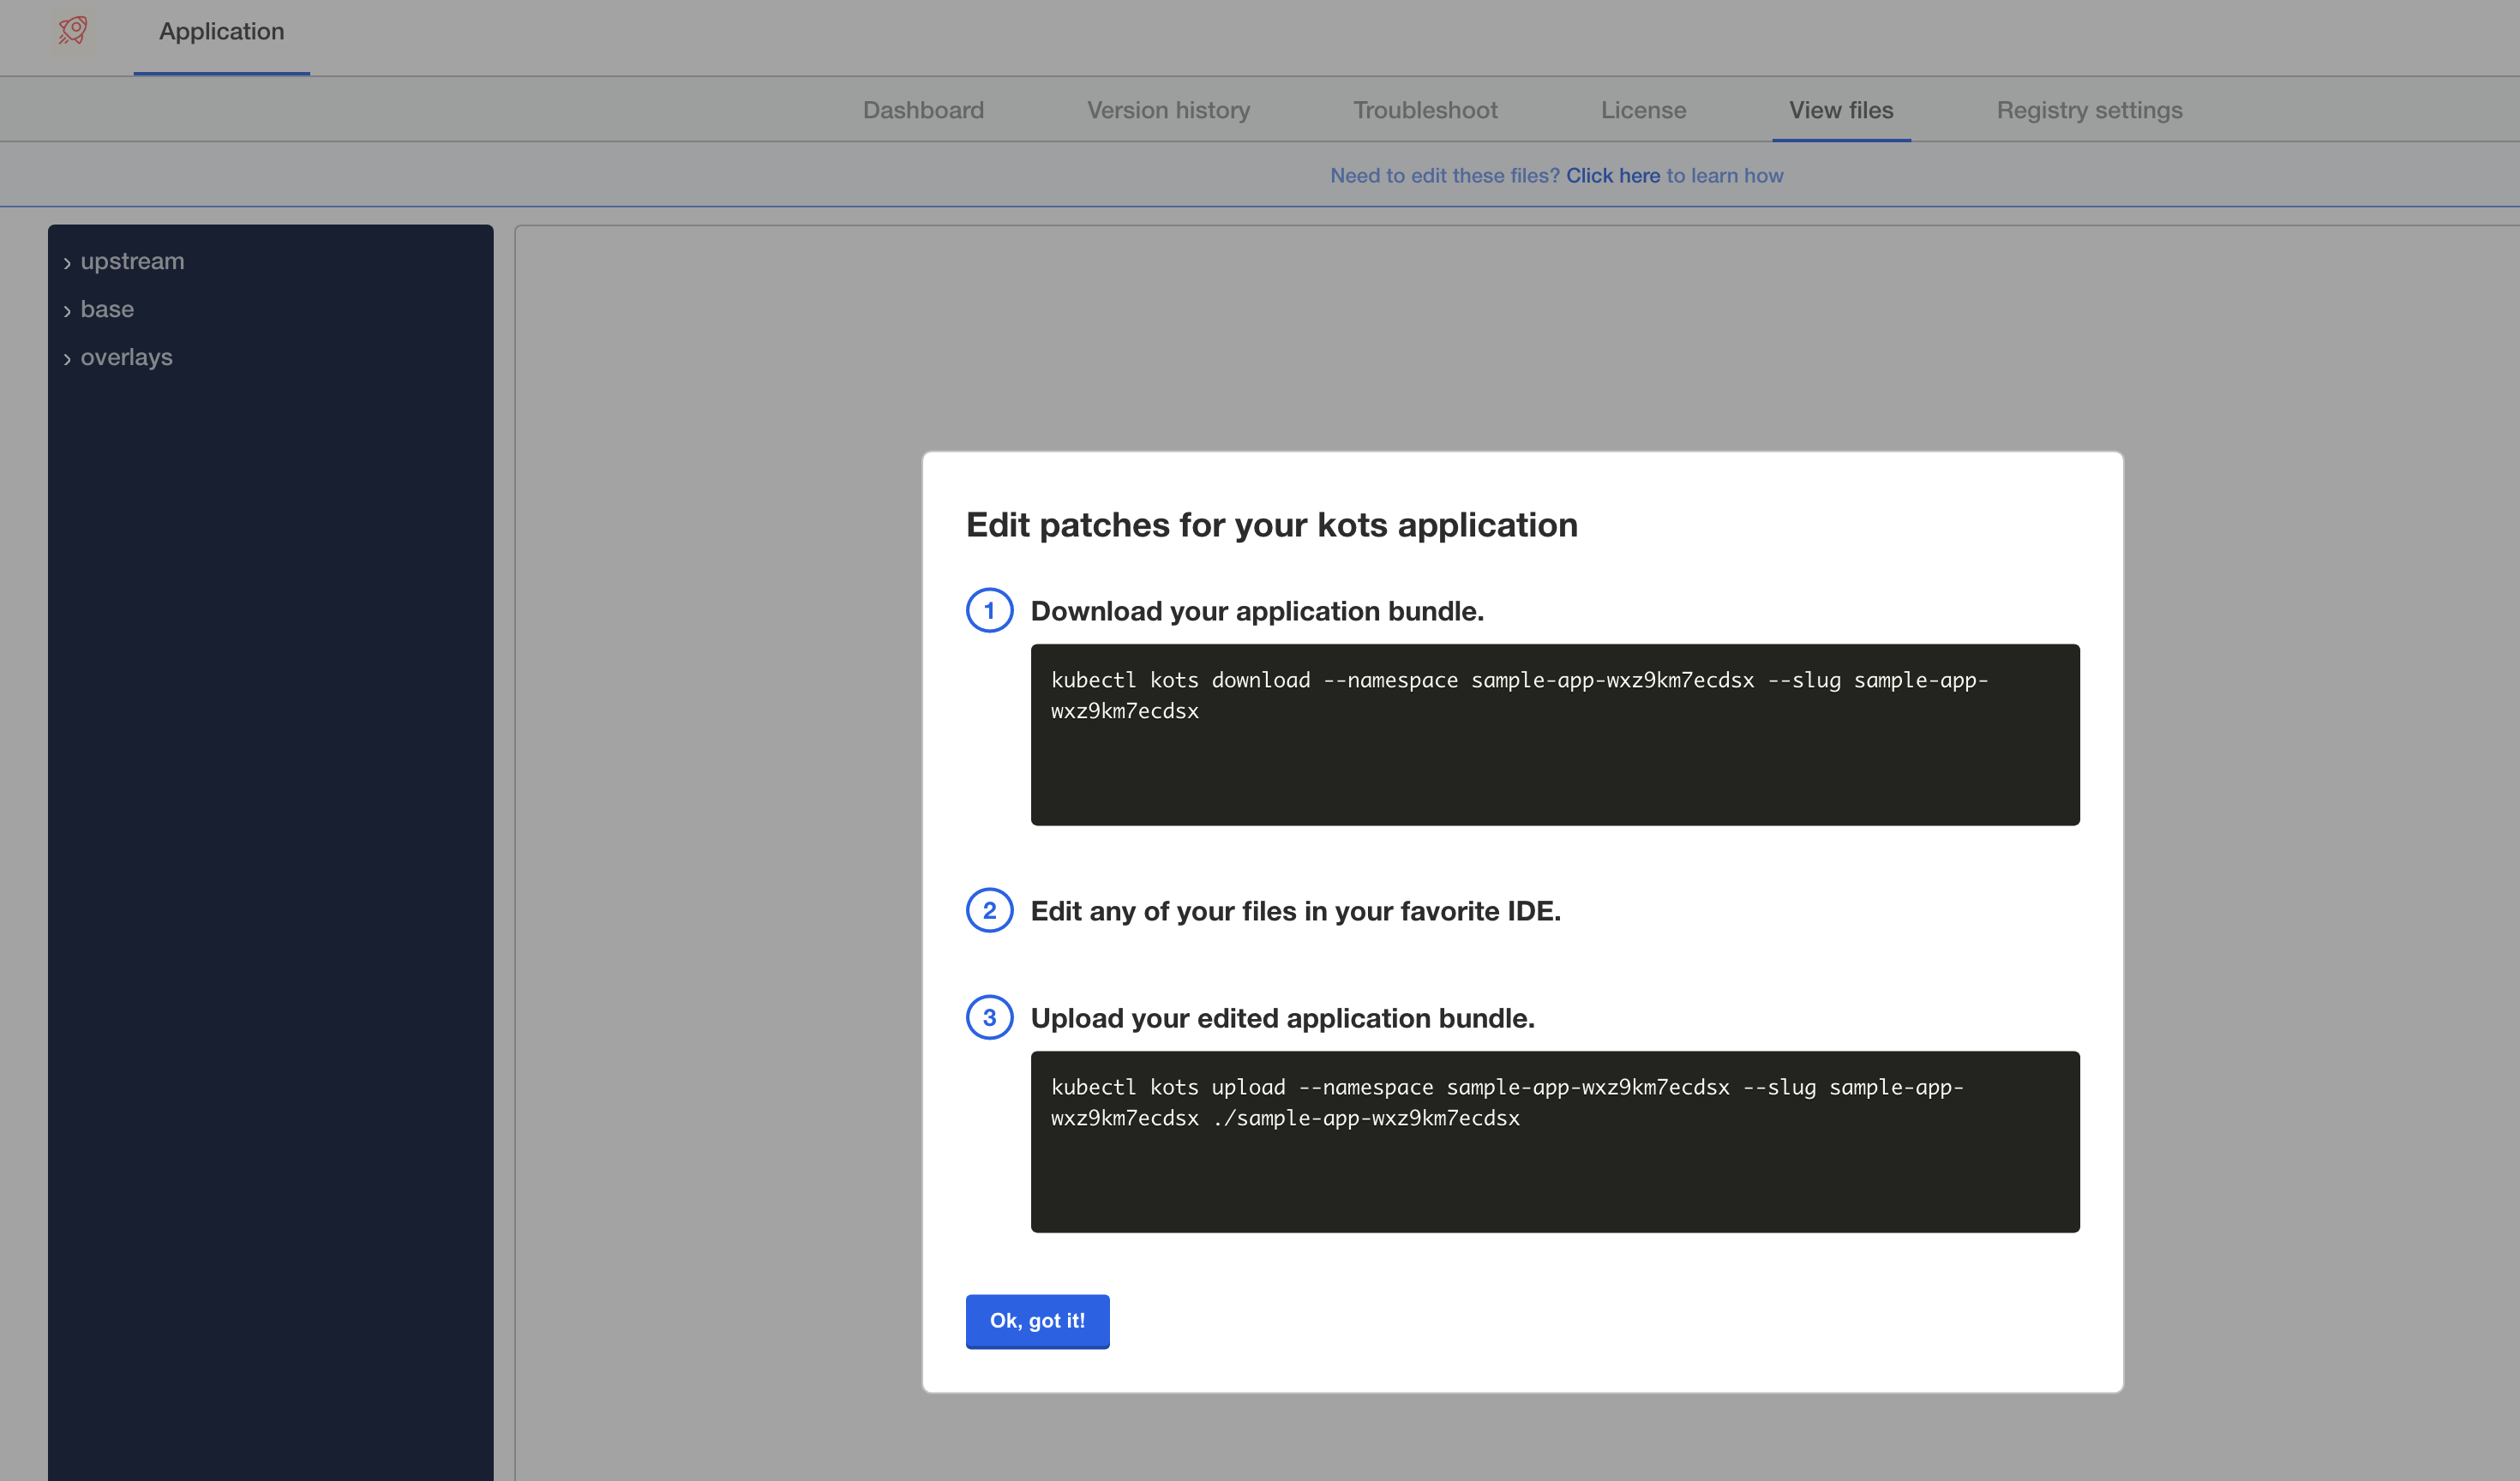 Application
Dashboard
Version history
Troubleshoot
License
View files
Registry settings
Need to edit these files? Click here to learn how
upstream
base
overlays
Edit patches for your kots application
1
Download your application bundle.
kubectl kots download --namespace sample-app-wxz9km7ecdsx --slug sample-app-
wxz9km7ecdsx
2
Edit any of your files in your favorite IDE.
3
Upload your edited application bundle.
kubectl kots upload --namespace sample-app-wxz9km7ecdsx --slug sample-app-
wxz9km7ecdsx ./sample-app-wxz9km7ecdsx
Ok, got it!